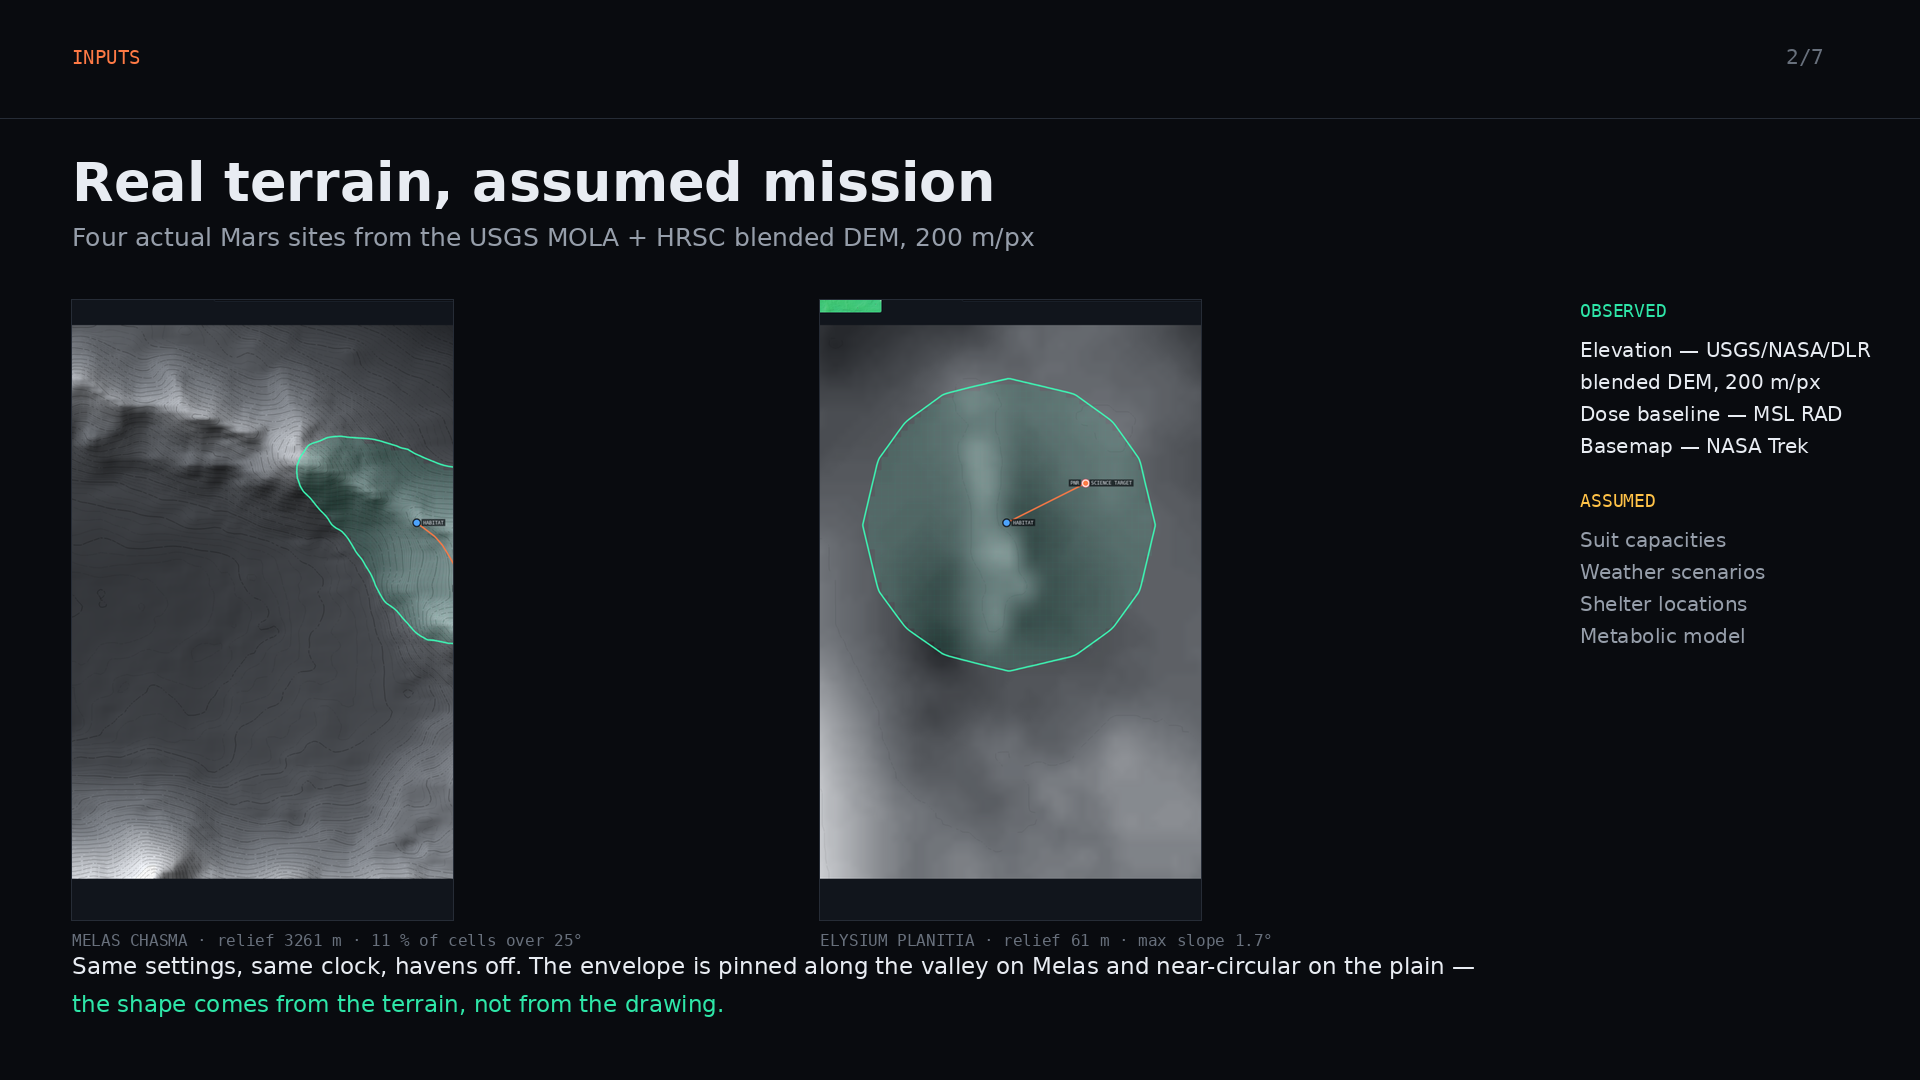 INPUTS
2/7
Real terrain, assumed mission
Four actual Mars sites from the USGS MOLA + HRSC blended DEM, 200 m/px
HABITAT
PNR
SCIENCE TARGET
HABITAT
MELAS CHASMA · relief 3261 m · 11 % of cells over 25°
ELYSIUM PLANITIA · relief 61 m · max slope 1.7°
OBSERVED
Elevation — USGS/NASA/DLR
blended DEM, 200 m/px
Dose baseline — MSL RAD
Basemap — NASA Trek
ASSUMED
Suit capacities
Weather scenarios
Shelter locations
Metabolic model
Same settings, same clock, havens off. The envelope is pinned along the valley on Melas and near-circular on the plain —
the shape comes from the terrain, not from the drawing.